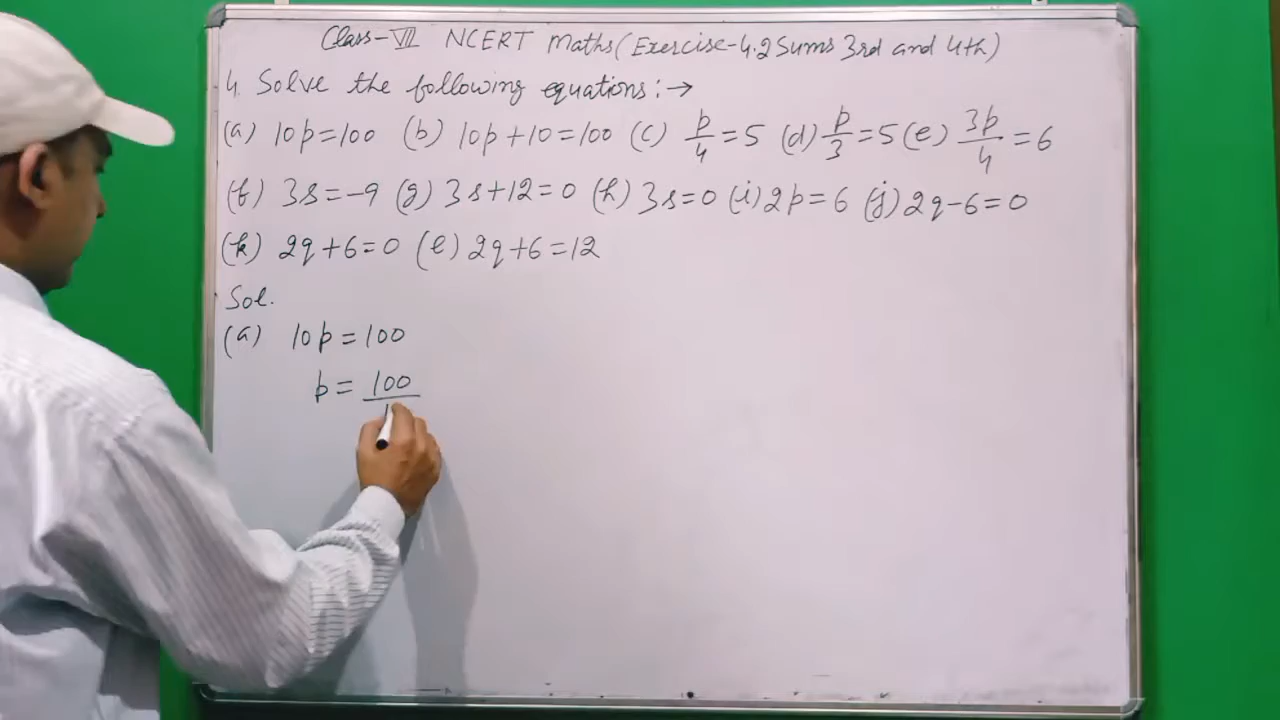 Class-VII NCERT Maths (Exercise-4.2 Sums 3rd and 4th)
4. Solve the following equations:→
(a) 10p=100 (b) 10p+10=100 (c) p/4=5 (d) p/3=5 (e) 3p/4=6
(f) 3s=-9 (g) 3s+12=0 (h) 3s=0 (i) 2p=6 (j) 2q-6=0
(k) 2q+6=0 (l) 2q+6=12
Sol.
(a) 10p=100
p=100/1